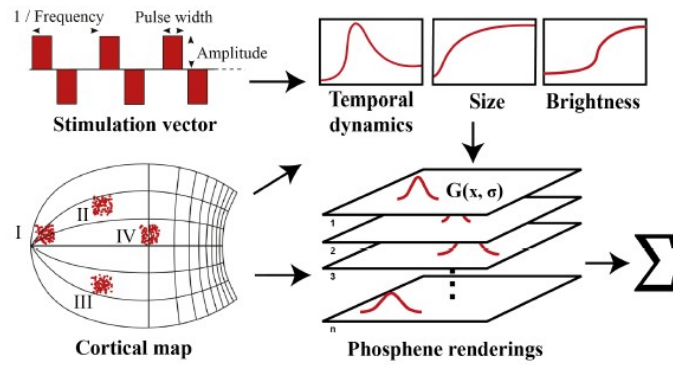 1 / Frequency
Pulse width
Amplitude
Stimulation vector
Temporal
dynamics
Size
Brightness
I
II
III
IV
Cortical map
G(x, σ)
1
2
3
n
Phosphene renderings
Σ